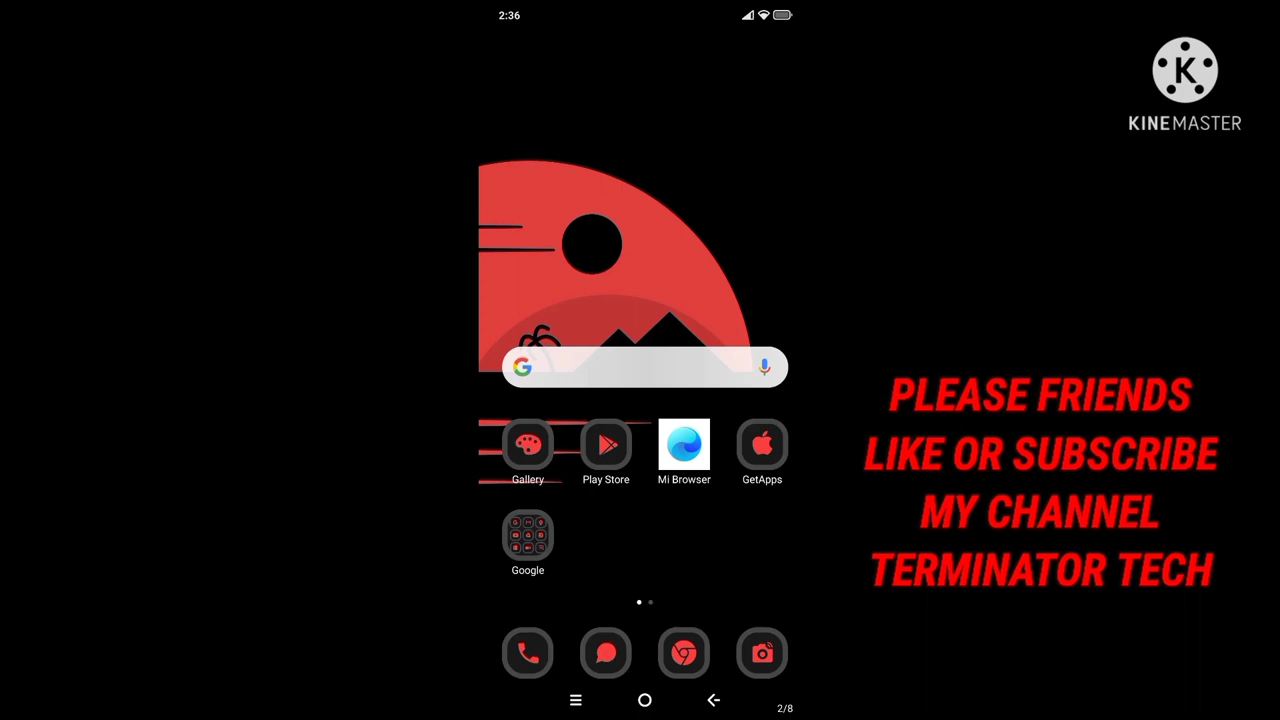 2:36
K
KINEMASTER
Gallery
Play Store
Mi Browser
GetApps
Google
PLEASE FRIENDS
LIKE OR SUBSCRIBE
MY CHANNEL
TERMINATOR TECH
2/8